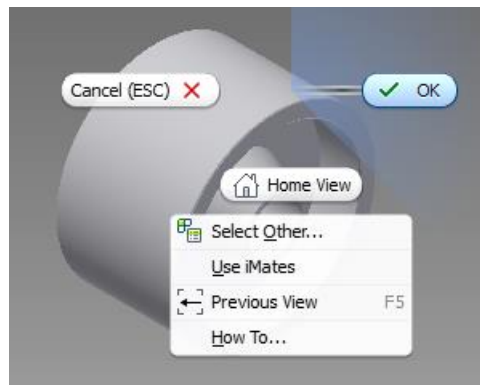 Cancel (ESC)
OK
Home View
Select Other...
Use iMates
Previous View F5
How To...